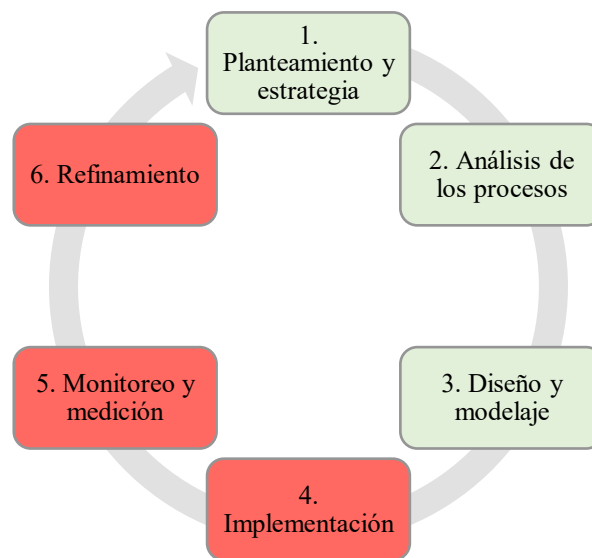 1.
Planteamiento y
estrategia
2. Análisis de
los procesos
3. Diseño y
modelaje
4.
Implementación
5. Monitoreo y
medición
6. Refinamiento